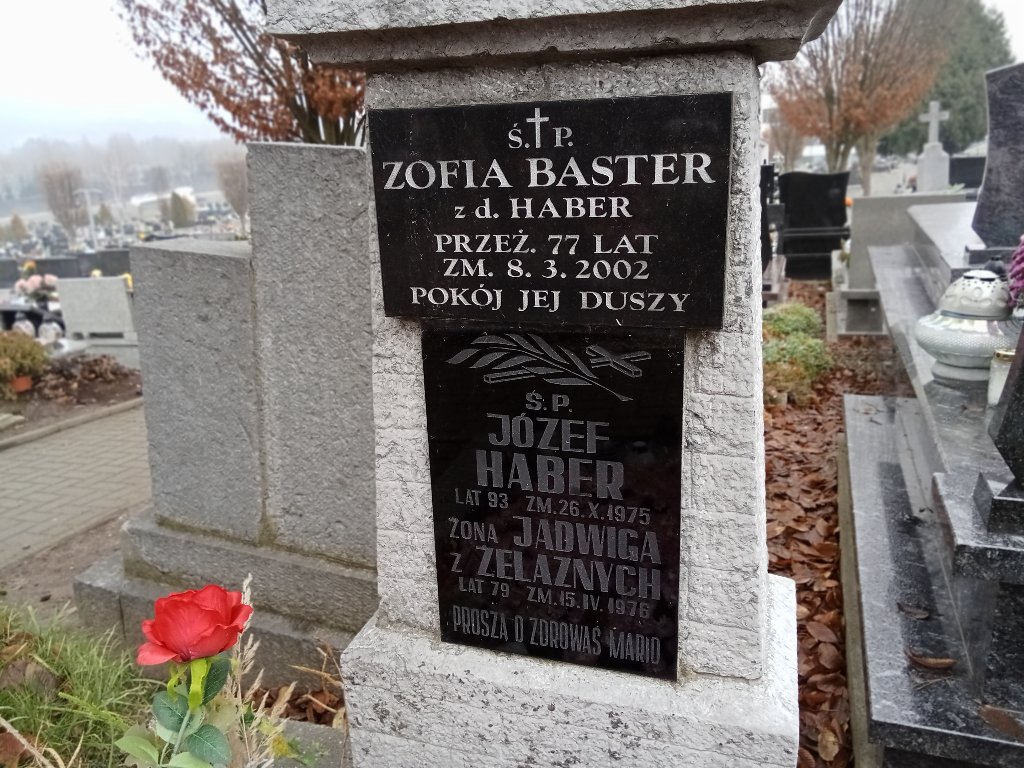 Ś.†P.
ZOFIA BASTER
z d. HABER
PRZEŻ. 77 LAT
ZM. 8. 3. 2002
POKÓJ JEJ DUSZY
Ś.P.
JÓZEF
HABER
LAT 93 ZM. 26. X. 1975
ŻONA JADWIGA
Z ŻELAZNYCH
LAT 79 ZM. 15. IV. 1976
PROSZĄ O ZDROWAŚ MARIO